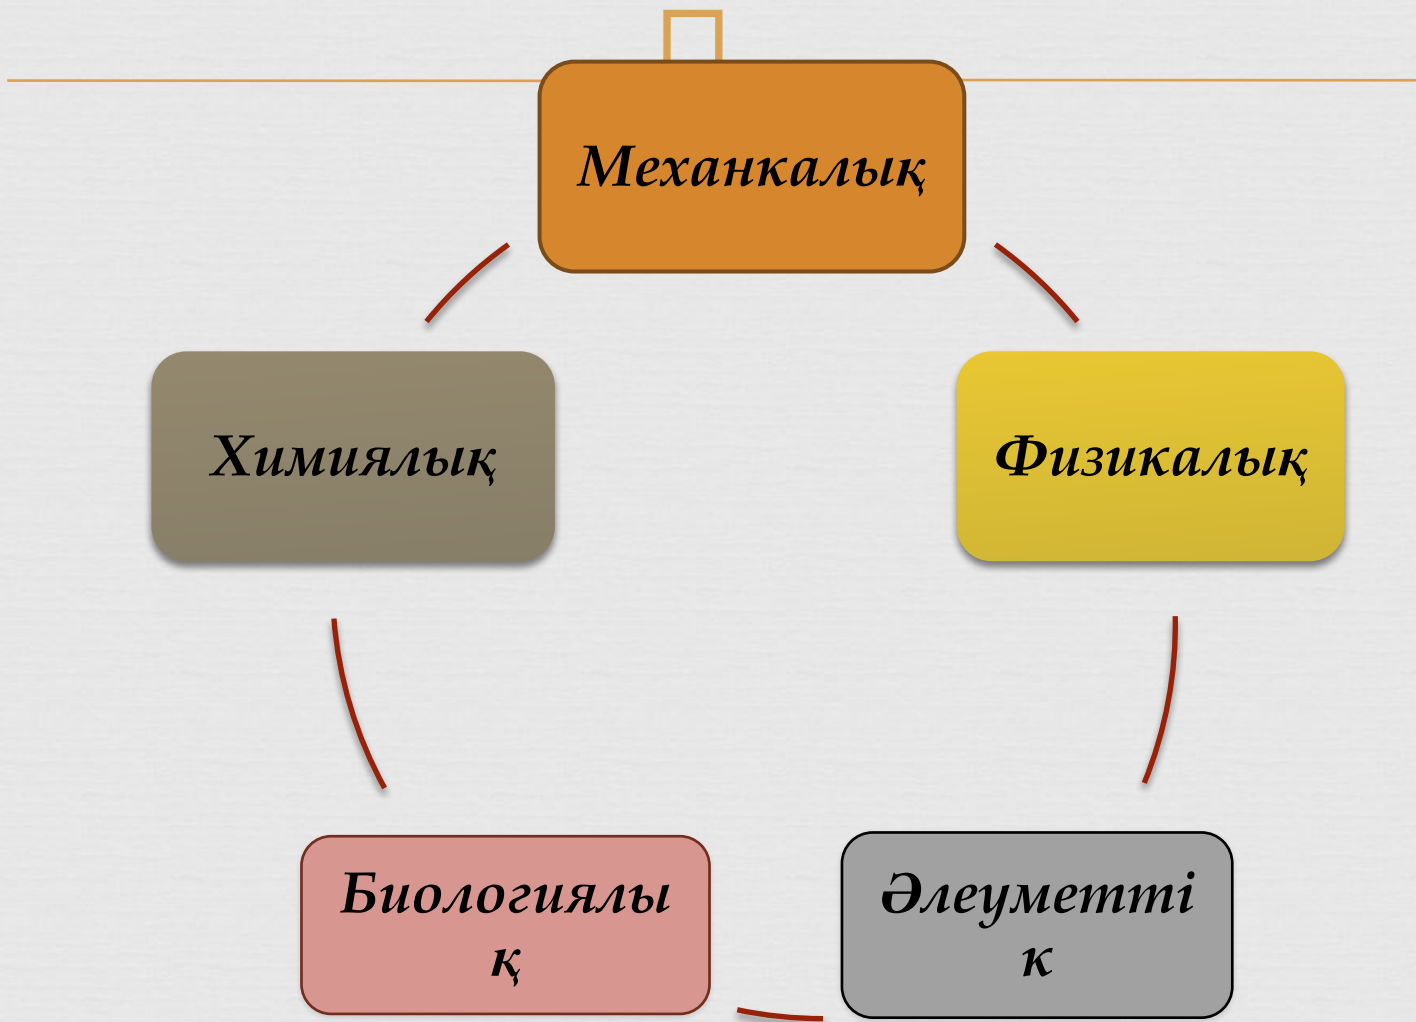 Механкалық
Химиялық
Физикалық
Биологиялы
қ
Әлеуметті
к